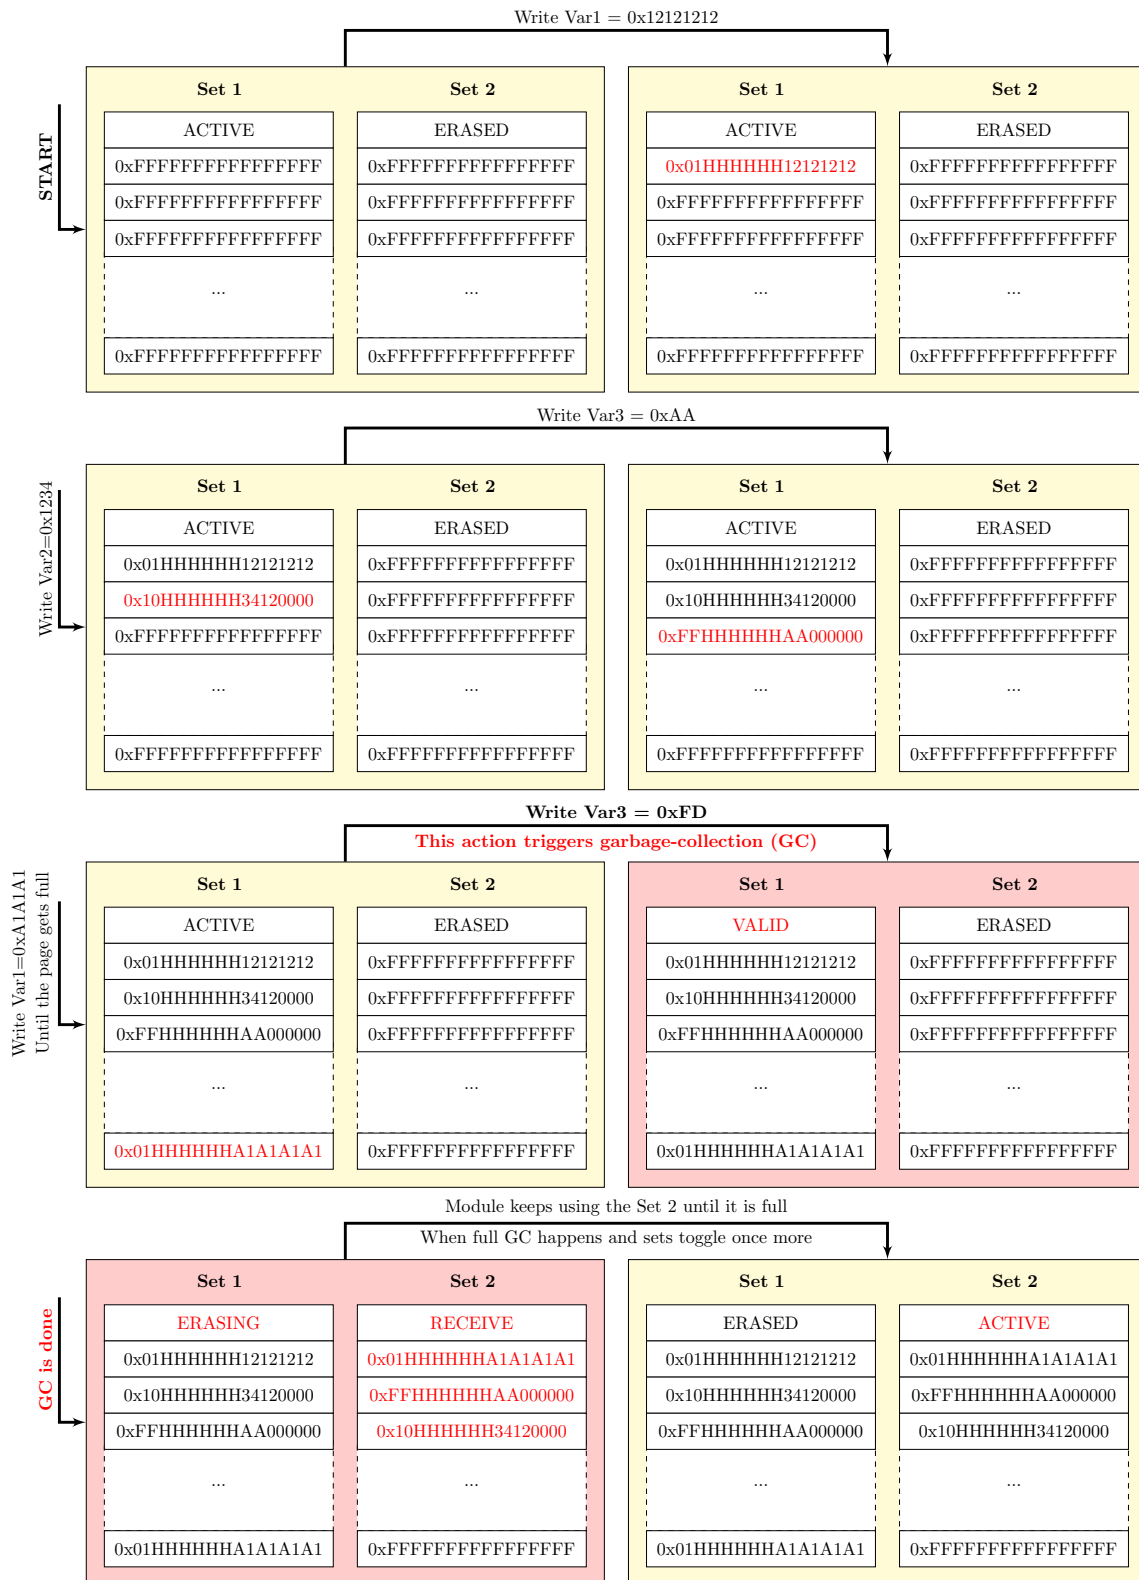 Write Var1 = 0x12121212
START
Set 1 Set 2 Set 1 Set 2
ACTIVE ERASED ACTIVE ERASED
0xFFFFFFFFFFFFFFFF 0xFFFFFFFFFFFFFFFF 0x01HHHHHH12121212 0xFFFFFFFFFFFFFFFF
0xFFFFFFFFFFFFFFFF 0xFFFFFFFFFFFFFFFF 0xFFFFFFFFFFFFFFFF 0xFFFFFFFFFFFFFFFF
0xFFFFFFFFFFFFFFFF 0xFFFFFFFFFFFFFFFF 0xFFFFFFFFFFFFFFFF 0xFFFFFFFFFFFFFFFF
... ... ... ...
0xFFFFFFFFFFFFFFFF 0xFFFFFFFFFFFFFFFF 0xFFFFFFFFFFFFFFFF 0xFFFFFFFFFFFFFFFF
Write Var3 = 0xAA
Write Var2=0x1234
Set 1 Set 2 Set 1 Set 2
ACTIVE ERASED ACTIVE ERASED
0x01HHHHHH12121212 0xFFFFFFFFFFFFFFFF 0x01HHHHHH12121212 0xFFFFFFFFFFFFFFFF
0x10HHHHHH34120000 0xFFFFFFFFFFFFFFFF 0x10HHHHHH34120000 0xFFFFFFFFFFFFFFFF
0xFFFFFFFFFFFFFFFF 0xFFFFFFFFFFFFFFFF 0xFFHHHHHHAA000000 0xFFFFFFFFFFFFFFFF
... ... ... ...
0xFFFFFFFFFFFFFFFF 0xFFFFFFFFFFFFFFFF 0xFFFFFFFFFFFFFFFF 0xFFFFFFFFFFFFFFFF
Write Var3 = 0xFD
This action triggers garbage-collection (GC)
Write Var1=0xA1A1A1A1
Until the page gets full
Set 1 Set 2 Set 1 Set 2
ACTIVE ERASED VALID ERASED
0x01HHHHHH12121212 0xFFFFFFFFFFFFFFFF 0x01HHHHHH12121212 0xFFFFFFFFFFFFFFFF
0x10HHHHHH34120000 0xFFFFFFFFFFFFFFFF 0x10HHHHHH34120000 0xFFFFFFFFFFFFFFFF
0xFFHHHHHHAA000000 0xFFFFFFFFFFFFFFFF 0xFFHHHHHHAA000000 0xFFFFFFFFFFFFFFFF
... ... ... ...
0x01HHHHHHA1A1A1A1 0xFFFFFFFFFFFFFFFF 0x01HHHHHHA1A1A1A1 0xFFFFFFFFFFFFFFFF
Module keeps using the Set 2 until it is full
When full GC happens and sets toggle once more
GC is done
Set 1 Set 2 Set 1 Set 2
ERASING RECEIVE ERASED ACTIVE
0x01HHHHHH12121212 0x01HHHHHHA1A1A1A1 0x01HHHHHH12121212 0x01HHHHHHA1A1A1A1
0x10HHHHHH34120000 0xFFHHHHHHAA000000 0x10HHHHHH34120000 0xFFHHHHHHAA000000
0xFFHHHHHHAA000000 0x10HHHHHH34120000 0xFFHHHHHHAA000000 0x10HHHHHH34120000
... ... ... ...
0x01HHHHHHA1A1A1A1 0xFFFFFFFFFFFFFFFF 0x01HHHHHHA1A1A1A1 0xFFFFFFFFFFFFFFFF